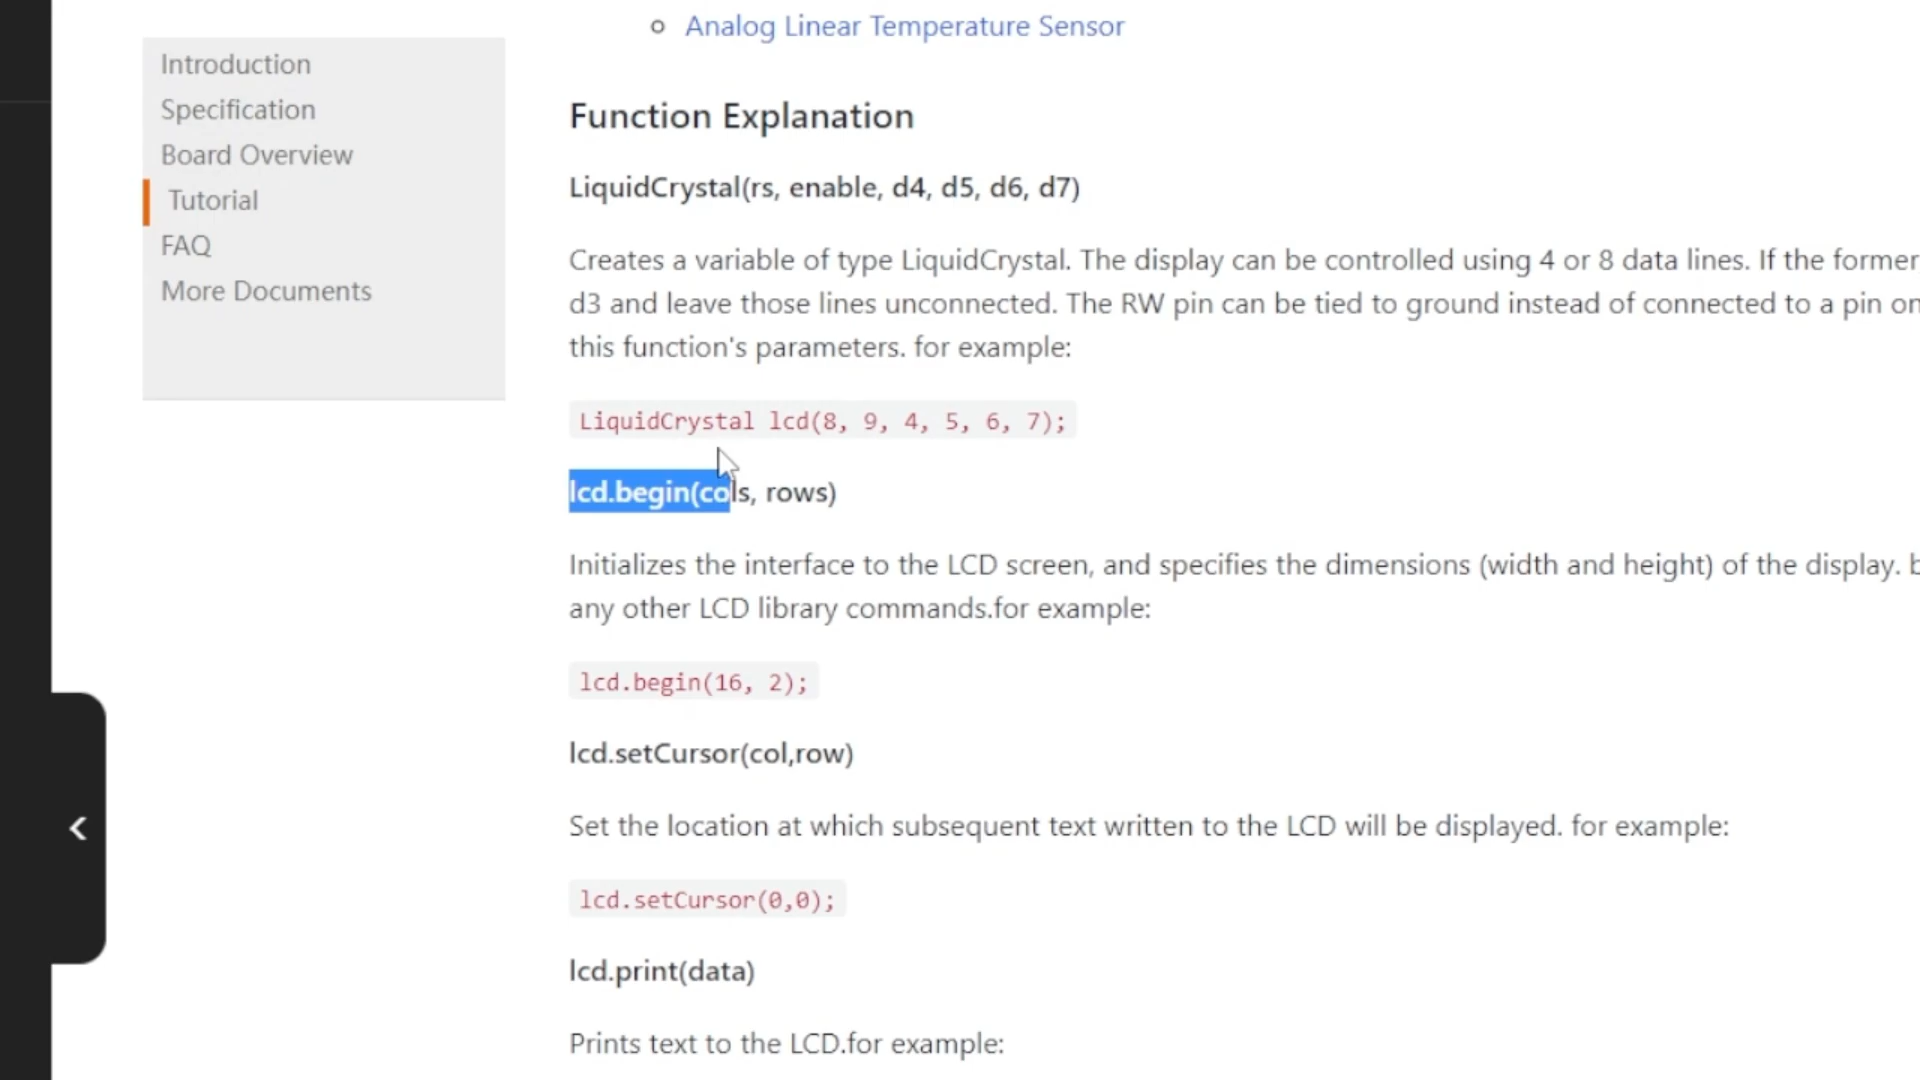 Analog Linear Temperature Sensor
Introduction
Specification
Board Overview
Tutorial
FAQ
More Documents
Function Explanation
LiquidCrystal(rs, enable, d4, d5, d6, d7)
Creates a variable of type LiquidCrystal. The display can be controlled using 4 or 8 data lines. If the former
d3 and leave those lines unconnected. The RW pin can be tied to ground instead of connected to a pin on
this function's parameters. for example:
LiquidCrystal lcd(8, 9, 4, 5, 6, 7);
lcd.begin(cols, rows)
Initializes the interface to the LCD screen, and specifies the dimensions (width and height) of the display.
any other LCD library commands.for example:
lcd.begin(16, 2);
lcd.setCursor(col,row)
Set the location at which subsequent text written to the LCD will be displayed. for example:
lcd.setCursor(0,0);
lcd.print(data)
Prints text to the LCD.for example: